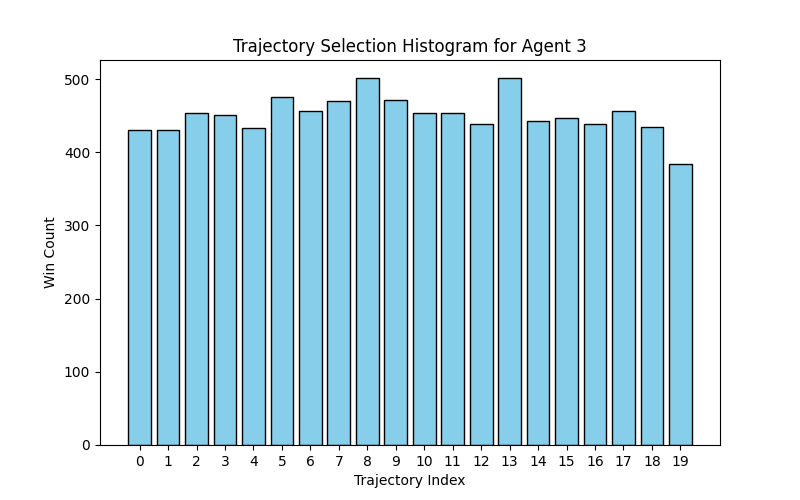 Trajectory Selection Histogram for Agent 3
500
400
300
200
100
0
Win Count
0 1 2 3 4 5 6 7 8 9 10 11 12 13 14 15 16 17 18 19
Trajectory Index